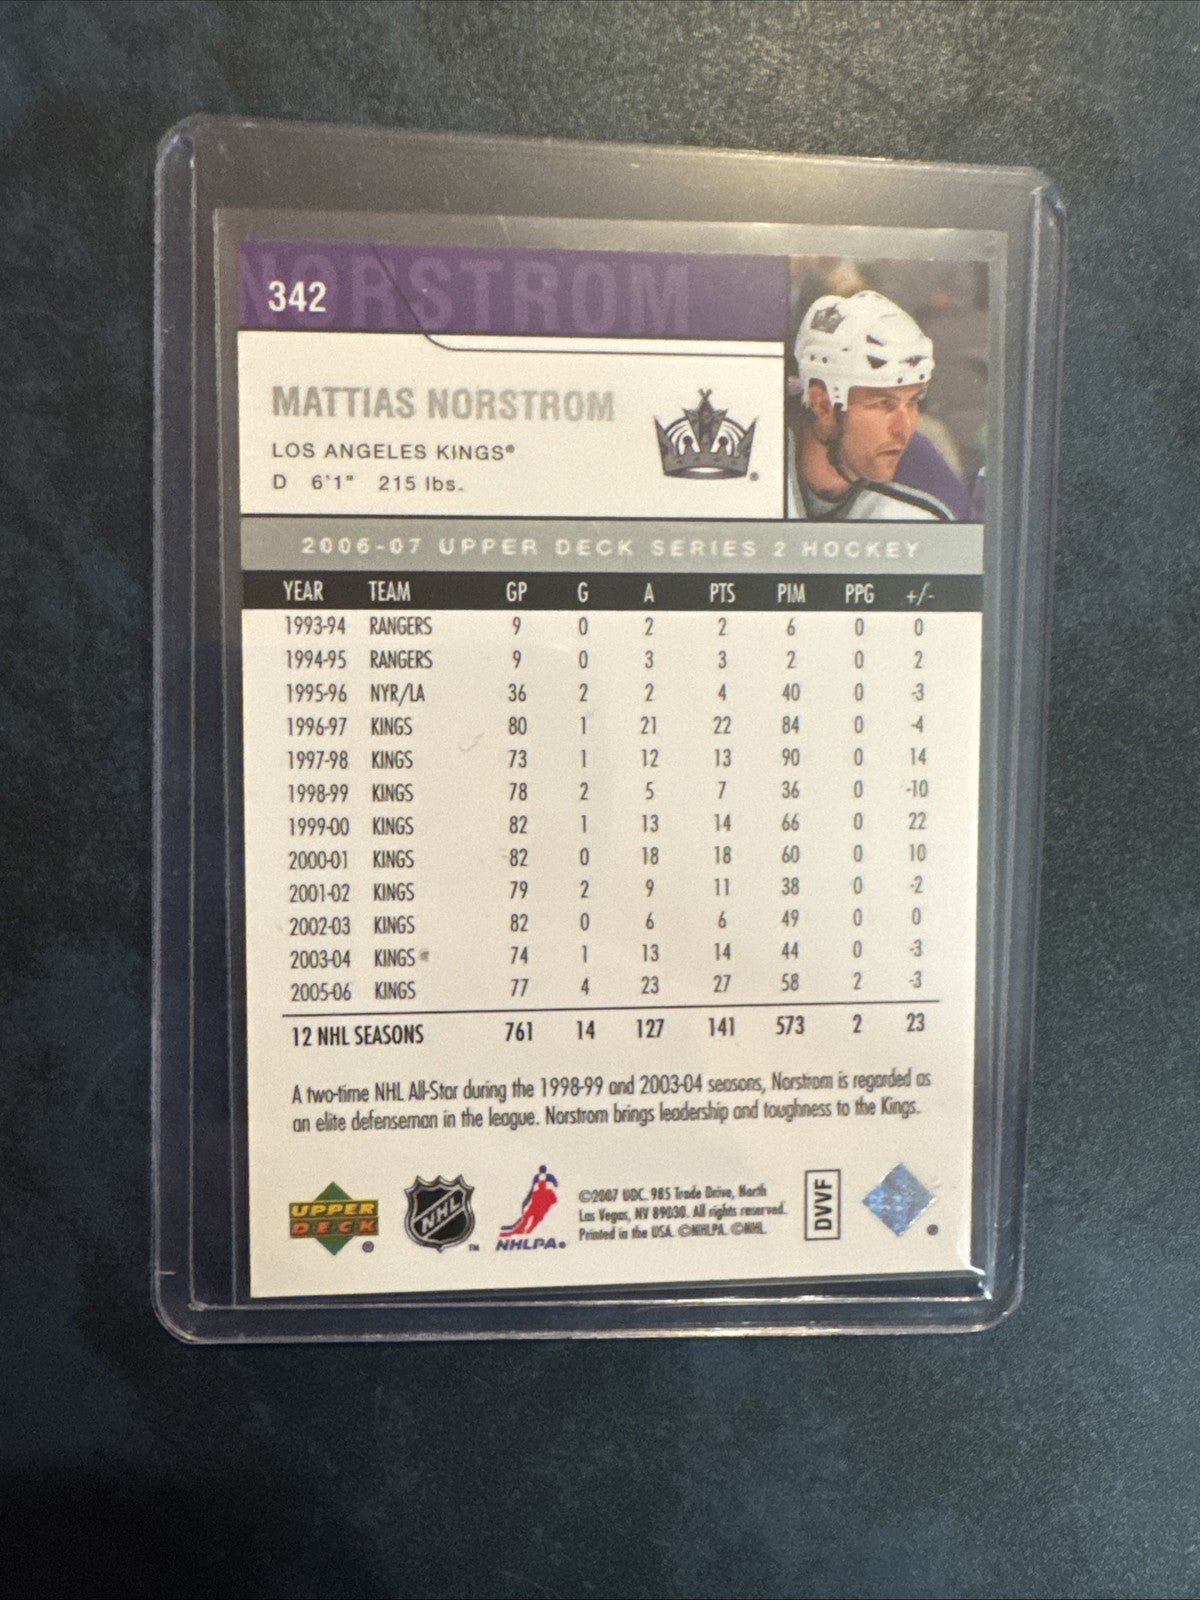 NORSTROM
342
MATTIAS NORSTROM
LOS ANGELES KINGS®
D 6'1" 215 lbs.
2006-07 UPPER DECK SERIES 2 HOCKEY
YEAR TEAM GP G A PTS PIM PPG +/-
1993-94 RANGERS 9 0 2 2 6 0 0
1994-95 RANGERS 9 0 3 3 2 0 2
1995-96 NYR/LA 36 2 2 4 40 0 -3
1996-97 KINGS 80 1 21 22 84 0 -4
1997-98 KINGS 73 1 12 13 90 0 14
1998-99 KINGS 78 2 5 7 36 0 -10
1999-00 KINGS 82 1 13 14 66 0 22
2000-01 KINGS 82 0 18 18 60 0 10
2001-02 KINGS 79 2 9 11 38 0 -2
2002-03 KINGS 82 0 6 6 49 0 0
2003-04 KINGS 74 1 13 14 44 0 -3
2005-06 KINGS 77 4 23 27 58 2 -3
12 NHL SEASONS 761 14 127 141 573 2 23
A two-time NHL All-Star during the 1998-99 and 2003-04 seasons, Norstrom is regarded as
an elite defenseman in the league. Norstrom brings leadership and toughness to the Kings.
UPPER
DECK
®
NHL
™
NHLPA®
©2007 UDC. 985 Trade Drive, North
Las Vegas, NV 89030. All rights reserved.
Printed in the USA. ©NHLPA. ©NHL.
DVVF
®